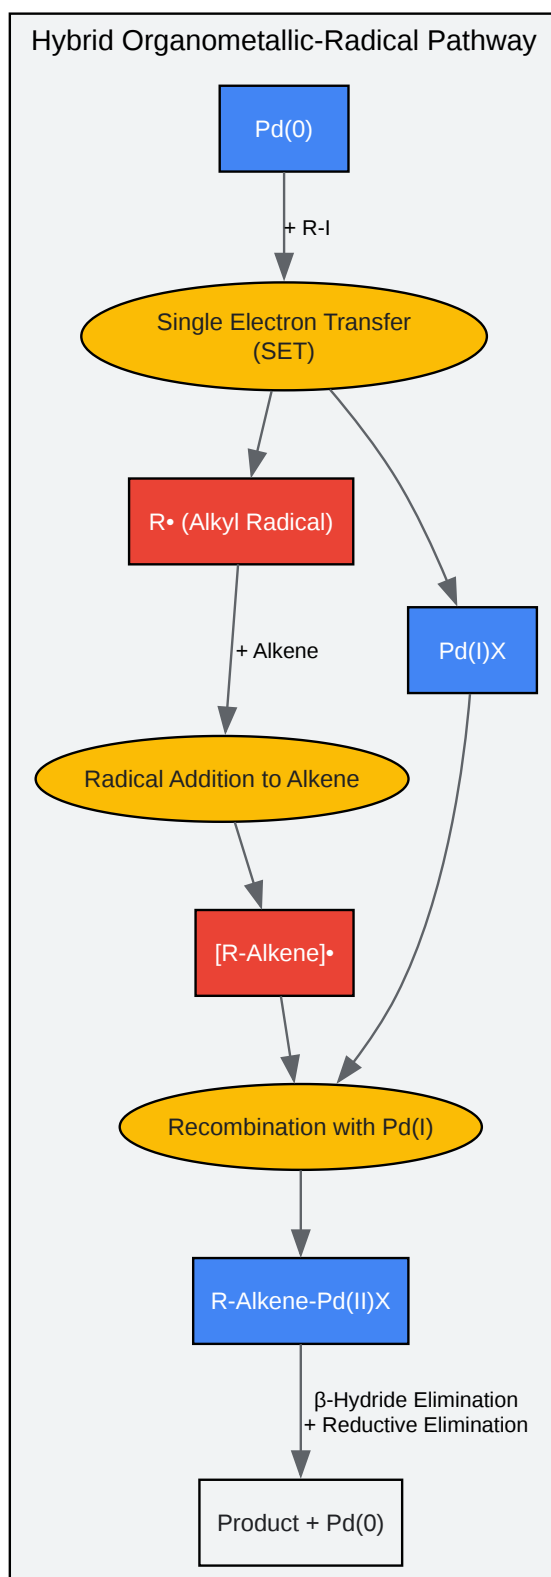 Hybrid Organometallic-Radical Pathway
Pd(0)
+ R-I
Single Electron Transfer
(SET)
R• (Alkyl Radical)
Pd(I)X
+ Alkene
Radical Addition to Alkene
[R-Alkene]•
Recombination with Pd(I)
R-Alkene-Pd(II)X
β-Hydride Elimination
+ Reductive Elimination
Product + Pd(0)